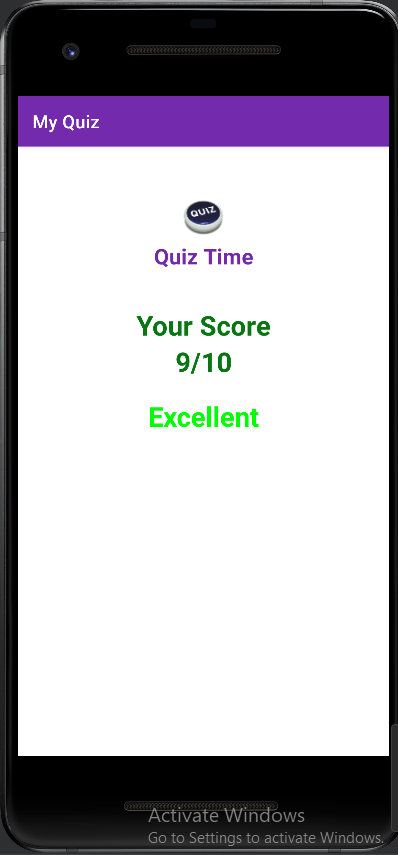 My Quiz
QUIZ
Quiz Time
Your Score
9/10
Excellent
Activate Windows
Go to Settings to activate Windows.